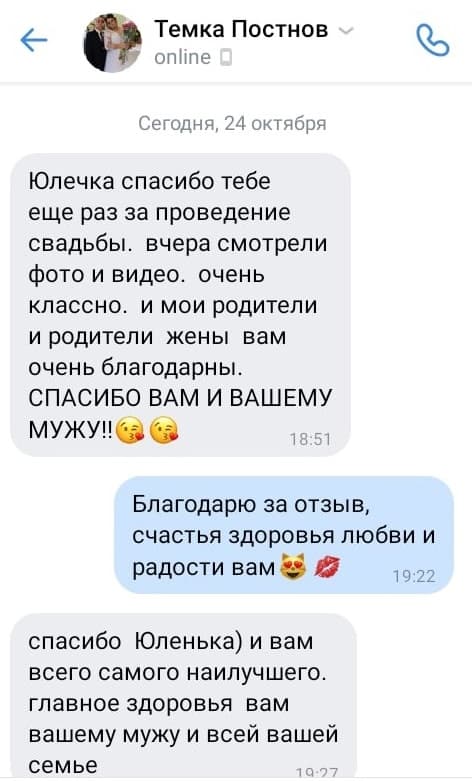 Темка Постнов
online
Сегодня, 24 октября
Юлечка спасибо тебе
еще раз за проведение
свадьбы. вчера смотрели
фото и видео. очень
классно. и мои родители
и родители жены вам
очень благодарны.
СПАСИБО ВАМ И ВАШЕМУ
МУЖУ!!😘😘
18:51
Благодарю за отзыв,
счастья здоровья любви и
радости вам😻💋
19:22
спасибо Юленька) и вам
всего самого наилучшего.
главное здоровья вам
вашему мужу и всей вашей
семье
19:27